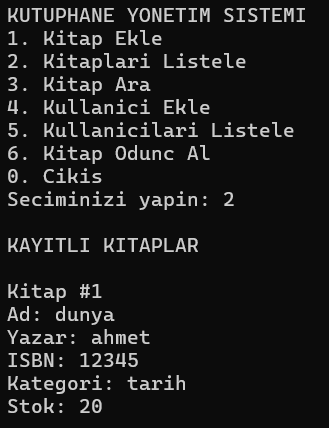 KUTUPHANE YONETIM SISTEMI
1. Kitap Ekle
2. Kitaplari Listele
3. Kitap Ara
4. Kullanici Ekle
5. Kullanicilari Listele
6. Kitap Odunc Al
0. Cikis
Seciminizi yapin: 2
KAYITLI KITAPLAR
Kitap #1
Ad: dunya
Yazar: ahmet
ISBN: 12345
Kategori: tarih
Stok: 20